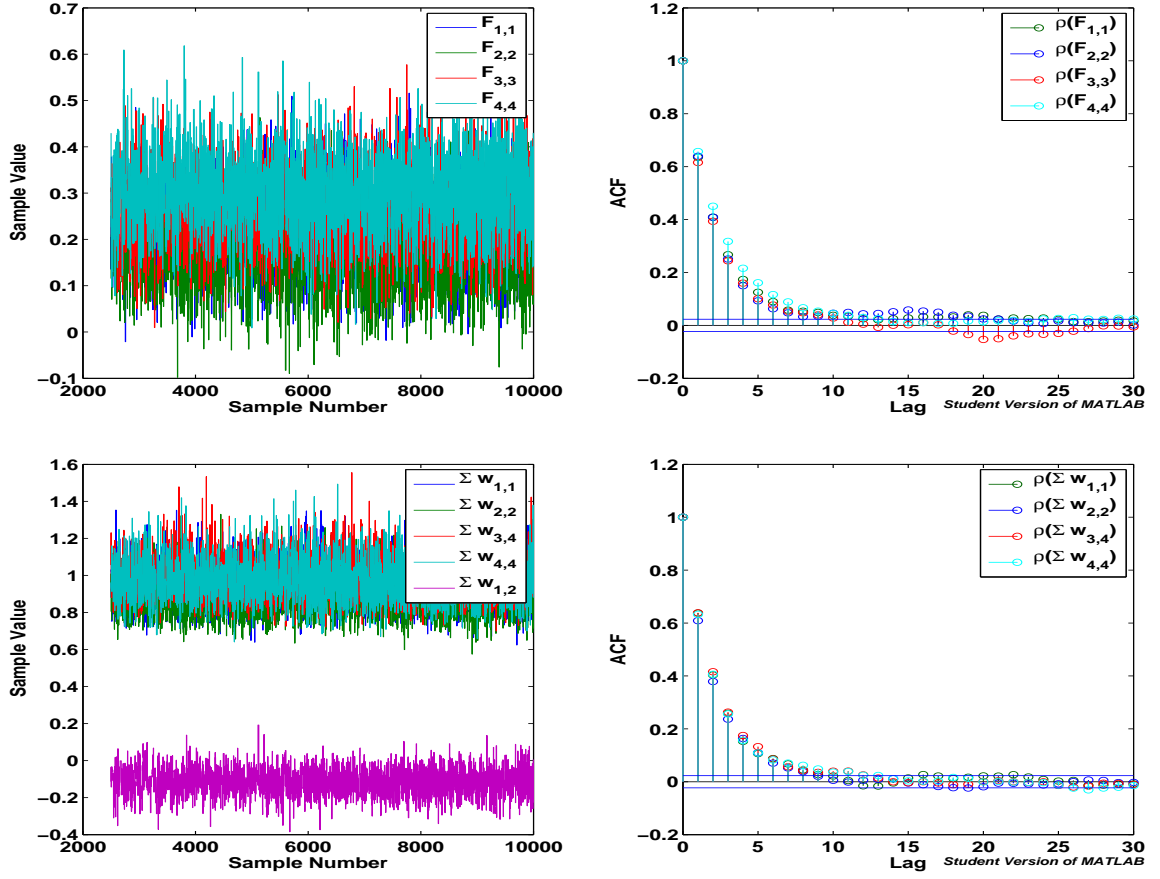 0.7
0.6
0.5
0.4
0.3
0.2
0.1
0
−0.1
2000 4000 6000 8000 10000
Sample Number
Sample Value
F1,1
F2,2
F3,3
F4,4
1.2
1
0.8
0.6
0.4
0.2
0
−0.2
0 5 10 15 20 25 30
Lag
ACF
Student Version of MATLAB
ρ(F1,1)
ρ(F2,2)
ρ(F3,3)
ρ(F4,4)
1.6
1.4
1.2
1
0.8
0.6
0.4
0.2
0
−0.2
−0.4
2000 4000 6000 8000 10000
Sample Number
Sample Value
Σ w1,1
Σ w2,2
Σ w3,4
Σ w4,4
Σ w1,2
1.2
1
0.8
0.6
0.4
0.2
0
−0.2
0 5 10 15 20 25 30
Lag
ACF
Student Version of MATLAB
ρ(Σ w1,1)
ρ(Σ w2,2)
ρ(Σ w3,4)
ρ(Σ w4,4)